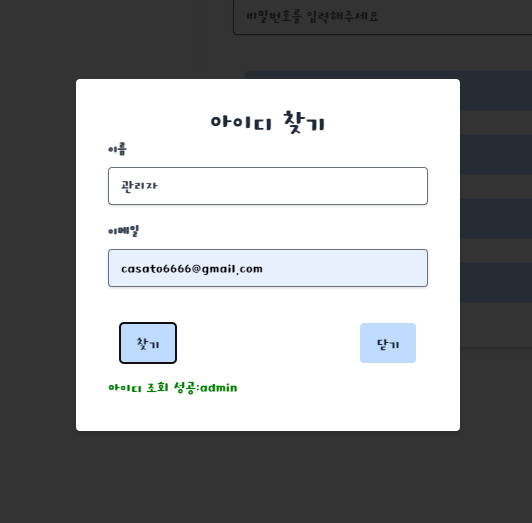 비밀번호를 입력해주세요
아이디 찾기
이름
관리자
이메일
casato6666@gmail.com
찾기
닫기
아이디 조회 성공:admin